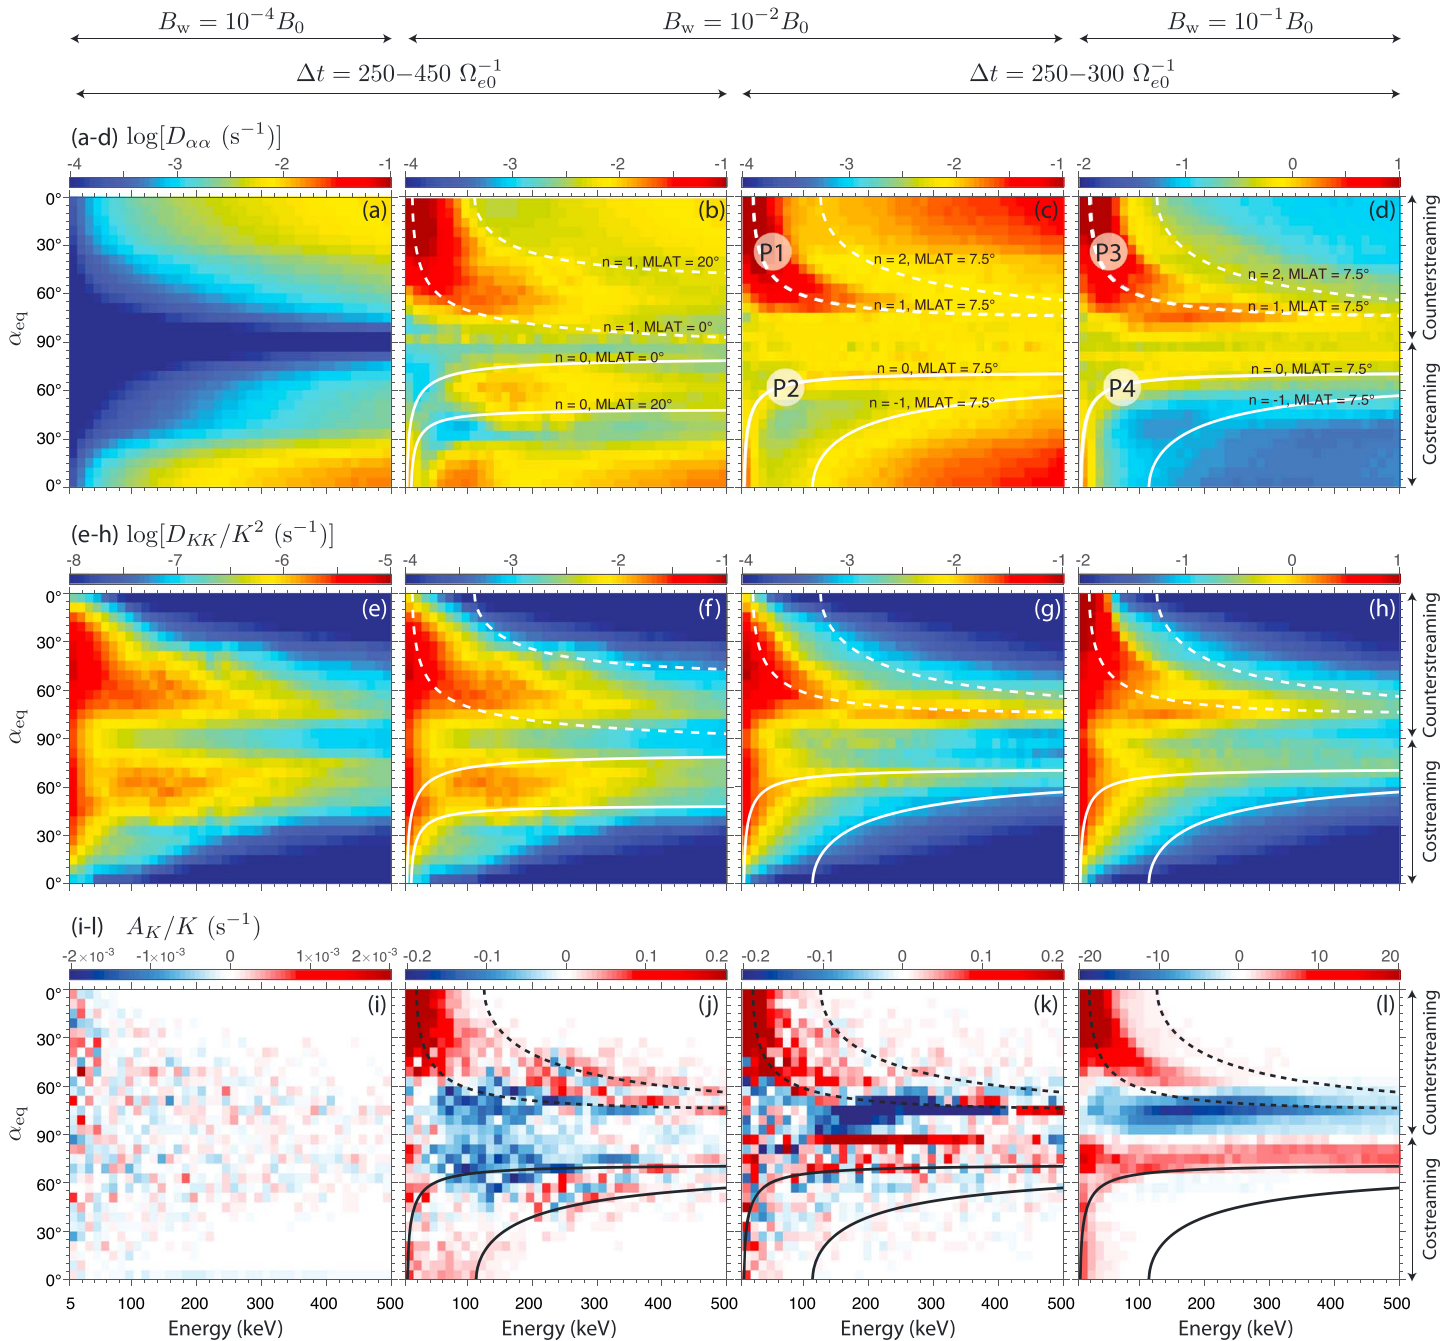 B_w = 10^{-4}B_0 B_w = 10^{-2}B_0 B_w = 10^{-1}B_0
Δt = 250−450 Ω_{e0}^{-1} Δt = 250−300 Ω_{e0}^{-1}
(a-d) log[D_{αα} (s^{-1})]
-4 -3 -2 -1 -4 -3 -2 -1 -4 -3 -2 -1 -2 -1 0 1
(a) (b) (c) (d)
0° 30° 60° 90° 60° 30° 0°
α_eq
n = 1, MLAT = 20°
n = 1, MLAT = 0°
n = 0, MLAT = 0°
n = 0, MLAT = 20°
P1
n = 2, MLAT = 7.5°
n = 1, MLAT = 7.5°
P2
n = 0, MLAT = 7.5°
n = -1, MLAT = 7.5°
P3
n = 2, MLAT = 7.5°
n = 1, MLAT = 7.5°
P4
n = 0, MLAT = 7.5°
n = -1, MLAT = 7.5°
Counterstreaming
Costreaming
(e-h) log[D_{KK}/K^2 (s^{-1})]
-8 -7 -6 -5 -4 -3 -2 -1 -4 -3 -2 -1 -2 -1 0 1
(e) (f) (g) (h)
0° 30° 60° 90° 60° 30° 0°
α_eq
Counterstreaming
Costreaming
(i-l) A_K/K (s^{-1})
-2×10^{-3} -1×10^{-3} 0 1×10^{-3} 2×10^{-3} -0.2 -0.1 0 0.1 0.2 -0.2 -0.1 0 0.1 0.2 -20 -10 0 10 20
(i) (j) (k) (l)
0° 30° 60° 90° 60° 30° 0°
α_eq
Counterstreaming
Costreaming
5 100 200 300 400 500 100 200 300 400 500 100 200 300 400 500 100 200 300 400 500
Energy (keV) Energy (keV) Energy (keV) Energy (keV)